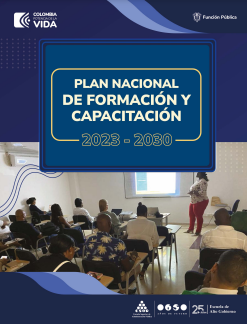 COLOMBIA
POTENCIA DE LA
VIDA
Función Pública
PLAN NACIONAL
DE FORMACIÓN Y
CAPACITACIÓN
2023 - 2030
ESAP
Escuela de
Alto Gobierno
25